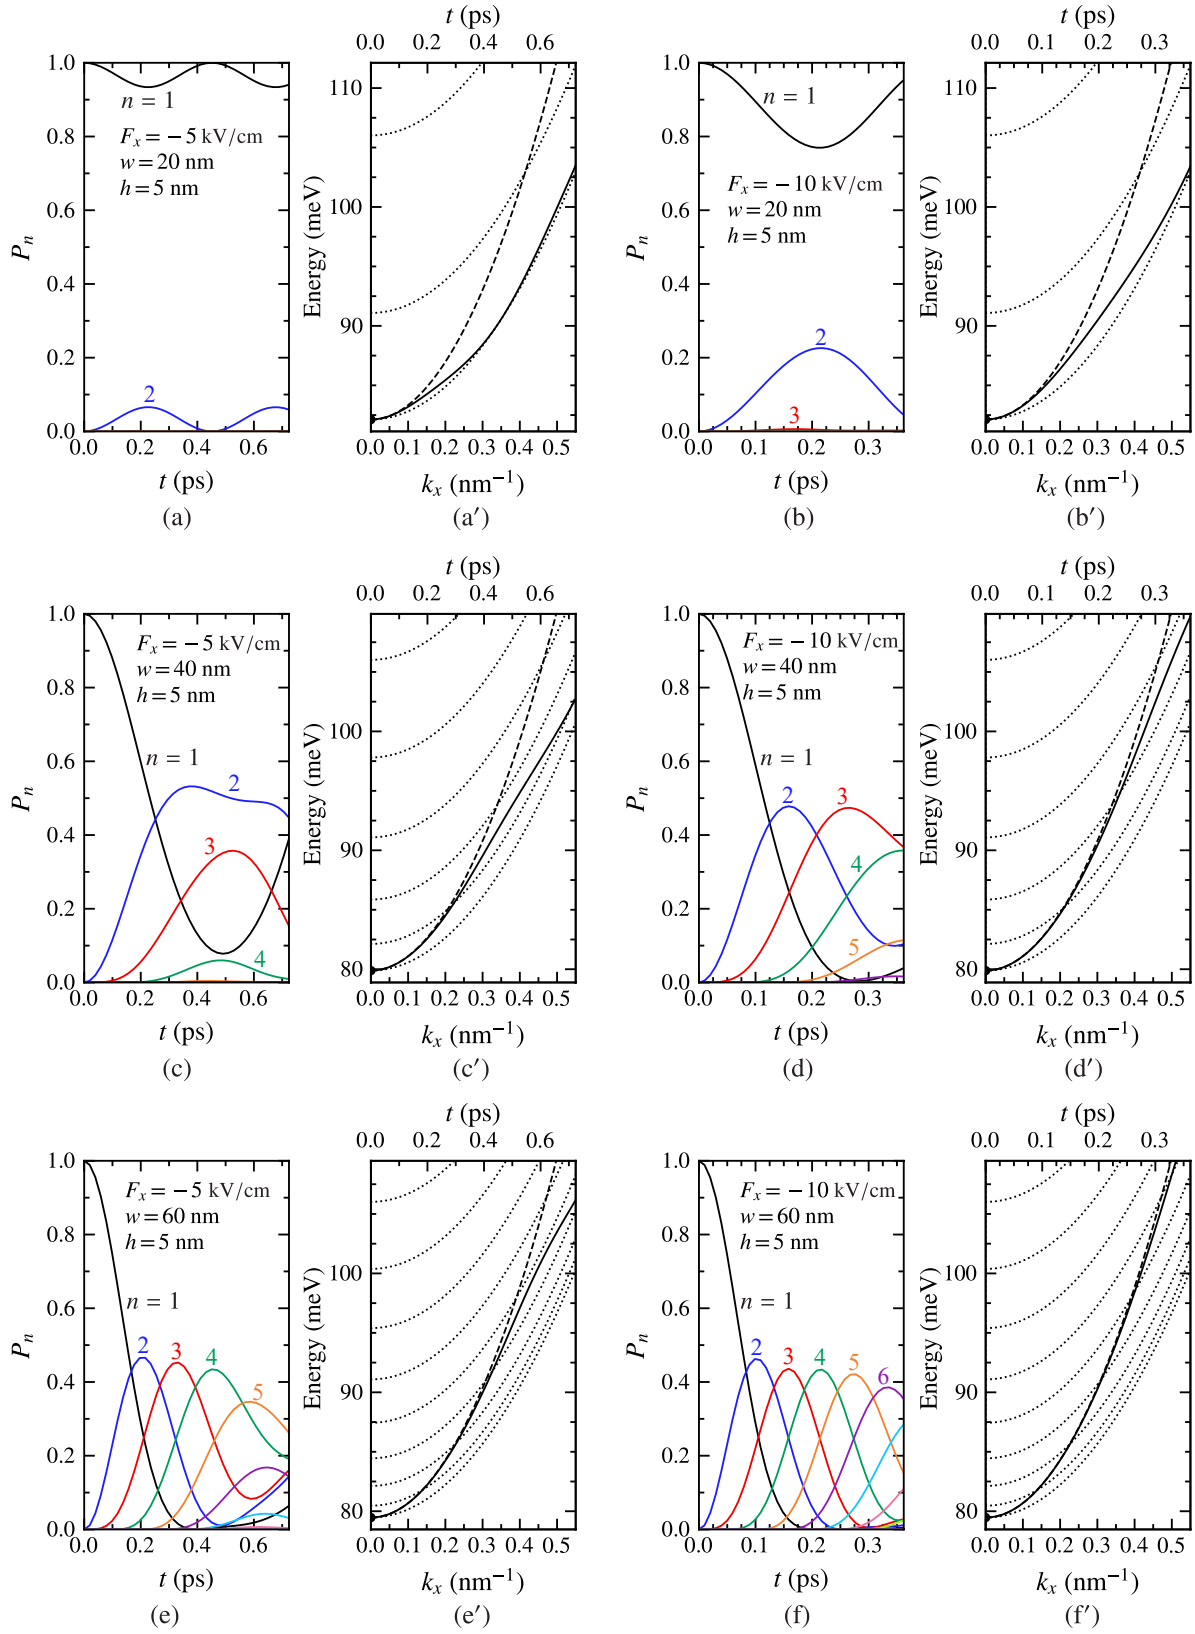 t (ps)
t (ps)
0.0 0.2 0.4 0.6
0.0 0.1 0.2 0.3
1.0
0.8
0.6
0.4
0.2
0.0
P_n
n = 1
F_x = −5 kV/cm
w = 20 nm
h = 5 nm
2
0.0 0.2 0.4 0.6
t (ps)
(a)
110
100
90
Energy (meV)
0.0 0.1 0.2 0.3 0.4 0.5
k_x (nm⁻¹)
(a′)
1.0
0.8
0.6
0.4
0.2
0.0
P_n
n = 1
F_x = −10 kV/cm
w = 20 nm
h = 5 nm
2
3
0.0 0.1 0.2 0.3
t (ps)
(b)
110
100
90
Energy (meV)
0.0 0.1 0.2 0.3 0.4 0.5
k_x (nm⁻¹)
(b′)
t (ps)
t (ps)
0.0 0.2 0.4 0.6
0.0 0.1 0.2 0.3
1.0
0.8
0.6
0.4
0.2
0.0
P_n
F_x = −5 kV/cm
w = 40 nm
h = 5 nm
n = 1
2
3
4
0.0 0.2 0.4 0.6
t (ps)
(c)
100
90
80
Energy (meV)
0.0 0.1 0.2 0.3 0.4 0.5
k_x (nm⁻¹)
(c′)
1.0
0.8
0.6
0.4
0.2
0.0
P_n
F_x = −10 kV/cm
w = 40 nm
h = 5 nm
n = 1
2
3
4
5
0.0 0.1 0.2 0.3
t (ps)
(d)
100
90
80
Energy (meV)
0.0 0.1 0.2 0.3 0.4 0.5
k_x (nm⁻¹)
(d′)
t (ps)
t (ps)
0.0 0.2 0.4 0.6
0.0 0.1 0.2 0.3
1.0
0.8
0.6
0.4
0.2
0.0
P_n
F_x = −5 kV/cm
w = 60 nm
h = 5 nm
n = 1
2
3
4
5
0.0 0.2 0.4 0.6
t (ps)
(e)
100
90
80
Energy (meV)
0.0 0.1 0.2 0.3 0.4 0.5
k_x (nm⁻¹)
(e′)
1.0
0.8
0.6
0.4
0.2
0.0
P_n
F_x = −10 kV/cm
w = 60 nm
h = 5 nm
n = 1
2
3
4
5
6
0.0 0.1 0.2 0.3
t (ps)
(f)
100
90
80
Energy (meV)
0.0 0.1 0.2 0.3 0.4 0.5
k_x (nm⁻¹)
(f′)